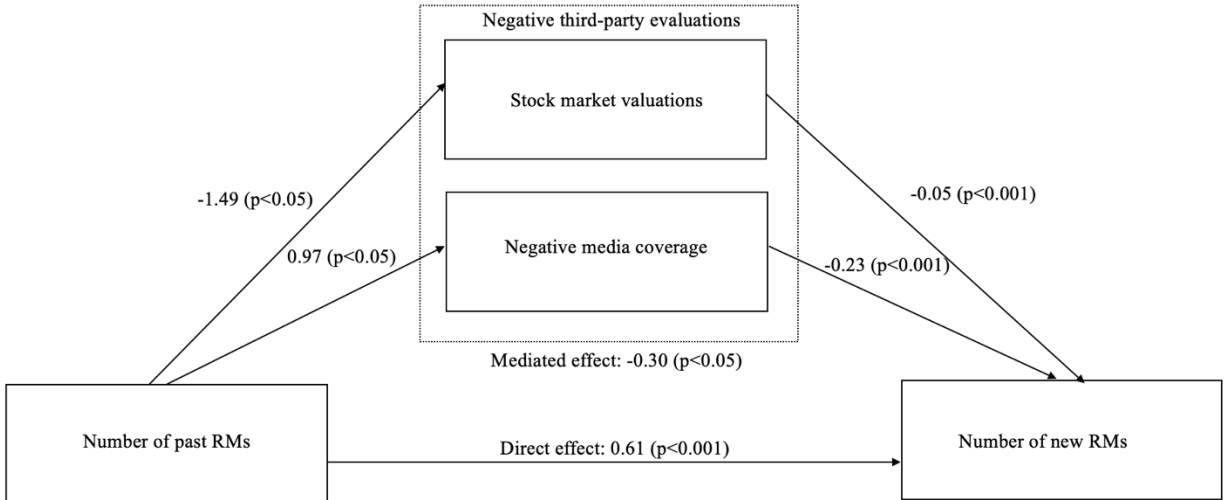 Negative third-party evaluations
Stock market valuations
-1.49 (p<0.05)
-0.05 (p<0.001)
Negative media coverage
0.97 (p<0.05)
-0.23 (p<0.001)
Mediated effect: -0.30 (p<0.05)
Number of past RMs
Direct effect: 0.61 (p<0.001)
Number of new RMs